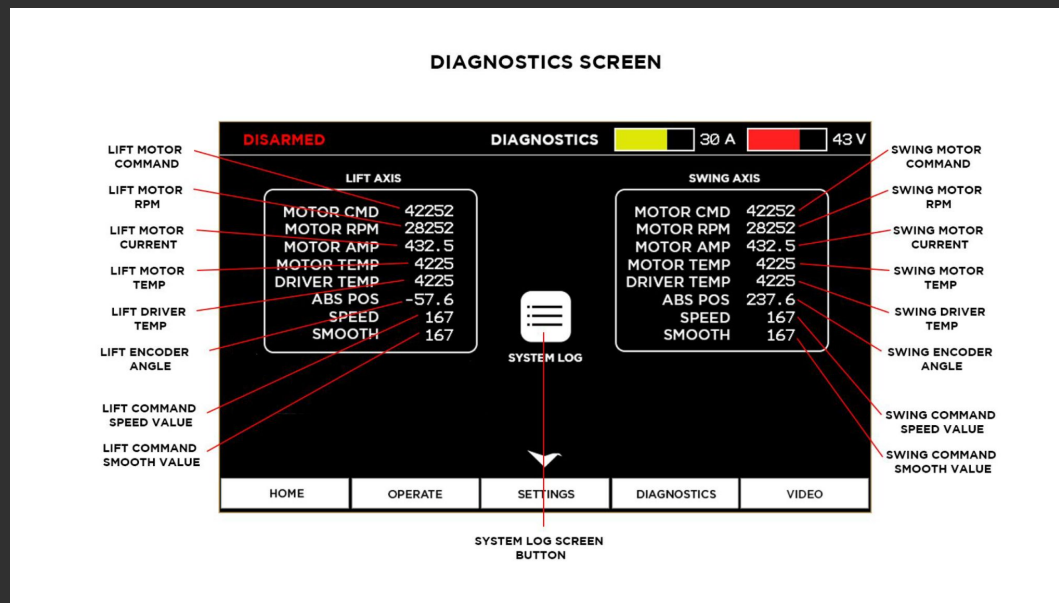 DIAGNOSTICS SCREEN
DISARMED
DIAGNOSTICS
30 A
43 V
LIFT AXIS
MOTOR CMD 42252
MOTOR RPM 28252
MOTOR AMP 432.5
MOTOR TEMP 4225
DRIVER TEMP 4225
ABS POS -57.6
SPEED 167
SMOOTH 167
SYSTEM LOG
SWING AXIS
MOTOR CMD 42252
MOTOR RPM 28252
MOTOR AMP 432.5
MOTOR TEMP 4225
DRIVER TEMP 4225
ABS POS 237.6
SPEED 167
SMOOTH 167
HOME
OPERATE
SETTINGS
DIAGNOSTICS
VIDEO
LIFT MOTOR
COMMAND
LIFT MOTOR
RPM
LIFT MOTOR
CURRENT
LIFT MOTOR
TEMP
LIFT DRIVER
TEMP
LIFT ENCODER
ANGLE
LIFT COMMAND
SPEED VALUE
LIFT COMMAND
SMOOTH VALUE
SWING MOTOR
COMMAND
SWING MOTOR
RPM
SWING MOTOR
CURRENT
SWING MOTOR
TEMP
SWING DRIVER
TEMP
SWING ENCODER
ANGLE
SWING COMMAND
SPEED VALUE
SWING COMMAND
SMOOTH VALUE
SYSTEM LOG SCREEN
BUTTON